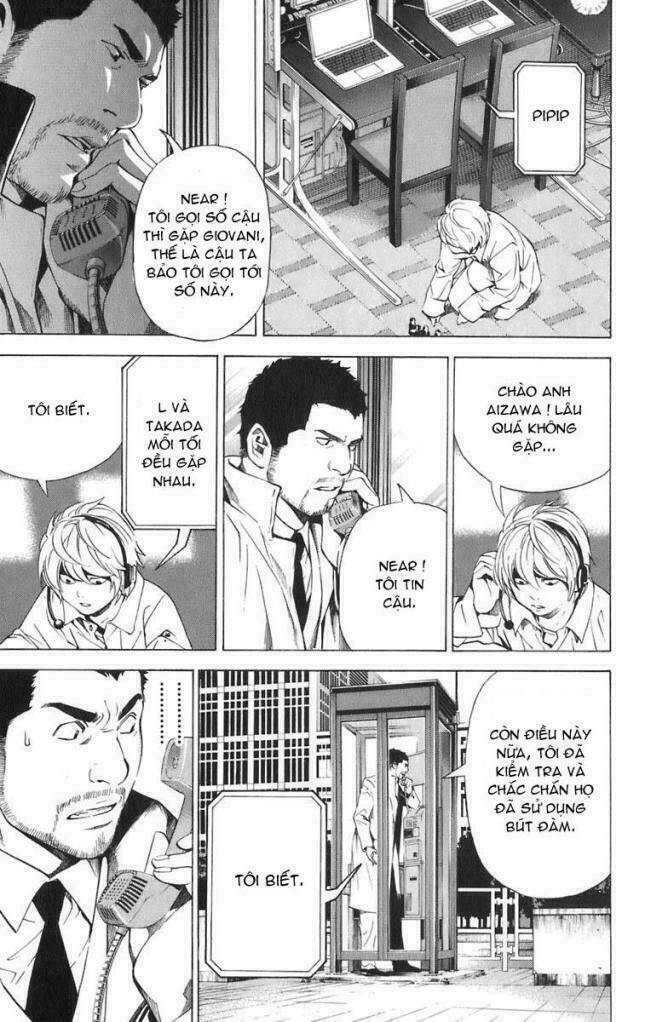 PIPIP
NEAR !
TÔI GỌI SỐ CẬU
THÌ GẶP GIOVANI,
THẾ LÀ CẬU TA
BẢO TÔI GỌI TỚI
SỐ NÀY.
CHÀO ANH
AIZAWA ! LÂU
QUÁ KHÔNG
GẶP...
NEAR !
TÔI TIN
CẬU.
L VÀ
TAKADA
MỖI TỐI
ĐỀU GẶP
NHAU.
TÔI BIẾT.
CÒN ĐIỀU NÀY
NỮA, TÔI ĐÃ
KIỂM TRA VÀ
CHẮC CHẮN HỌ
ĐÃ SỬ DỤNG
BÚT ĐÀM.
TÔI BIẾT.
.......